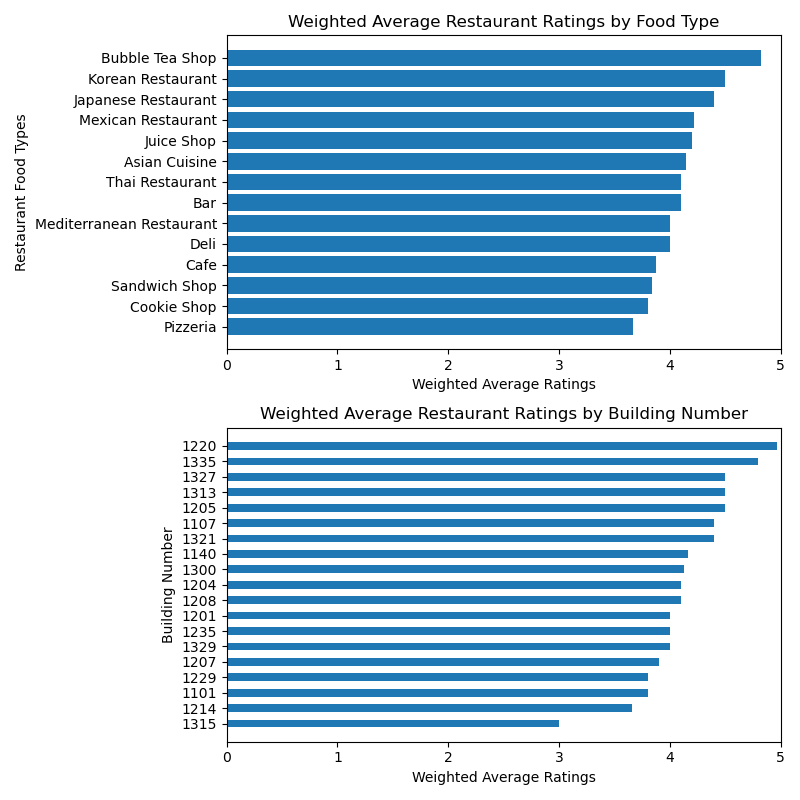 Weighted Average Restaurant Ratings by Food Type
Restaurant Food Types
Bubble Tea Shop
Korean Restaurant
Japanese Restaurant
Mexican Restaurant
Juice Shop
Asian Cuisine
Thai Restaurant
Bar
Mediterranean Restaurant
Deli
Cafe
Sandwich Shop
Cookie Shop
Pizzeria
0 1 2 3 4 5
Weighted Average Ratings
Weighted Average Restaurant Ratings by Building Number
Building Number
1220
1335
1327
1313
1205
1107
1321
1140
1300
1204
1208
1201
1235
1329
1207
1229
1101
1214
1315
0 1 2 3 4 5
Weighted Average Ratings